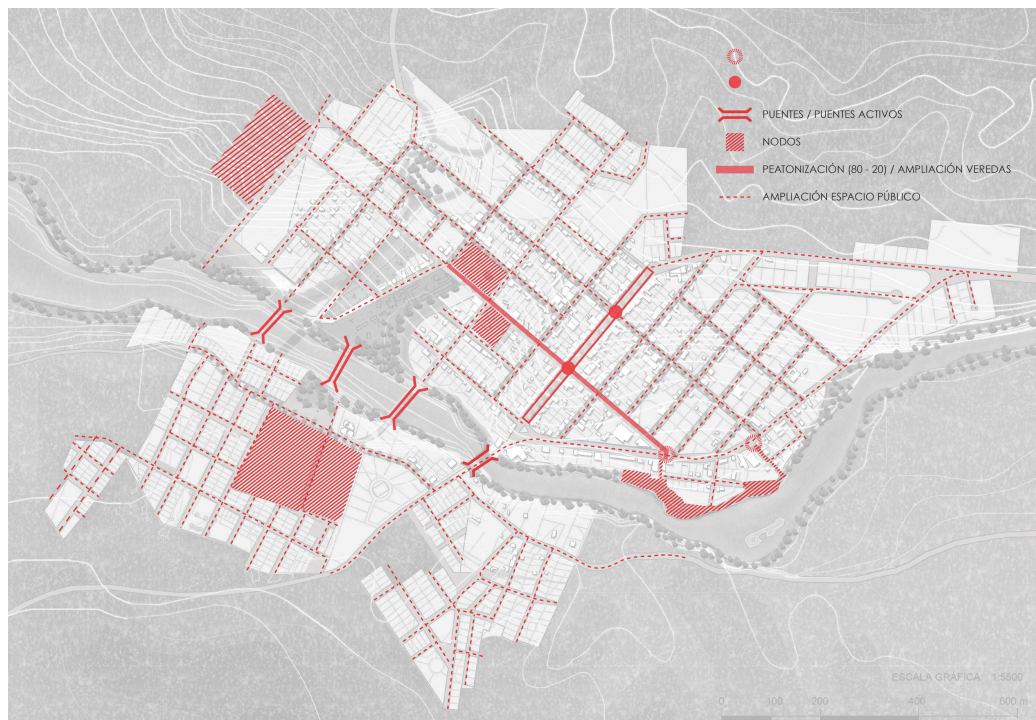 PUENTES / PUENTES ACTIVOS
NODOS
PEATONIZACIÓN (80 - 20) / AMPLIACIÓN VEREDAS
AMPLIACIÓN ESPACIO PÚBLICO
ESCALA GRÁFICA 1:5500
0 100 200 400 600 m